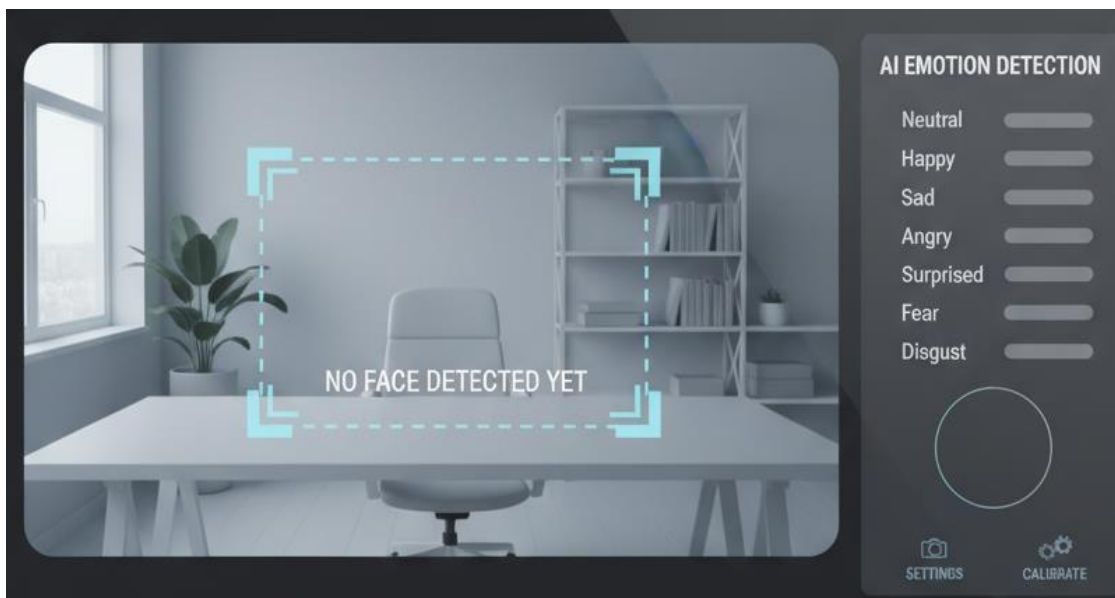 AI EMOTION DETECTION
Neutral
Happy
Sad
Angry
Surprised
Fear
Disgust
NO FACE DETECTED YET
SETTINGS
CALIBRATE